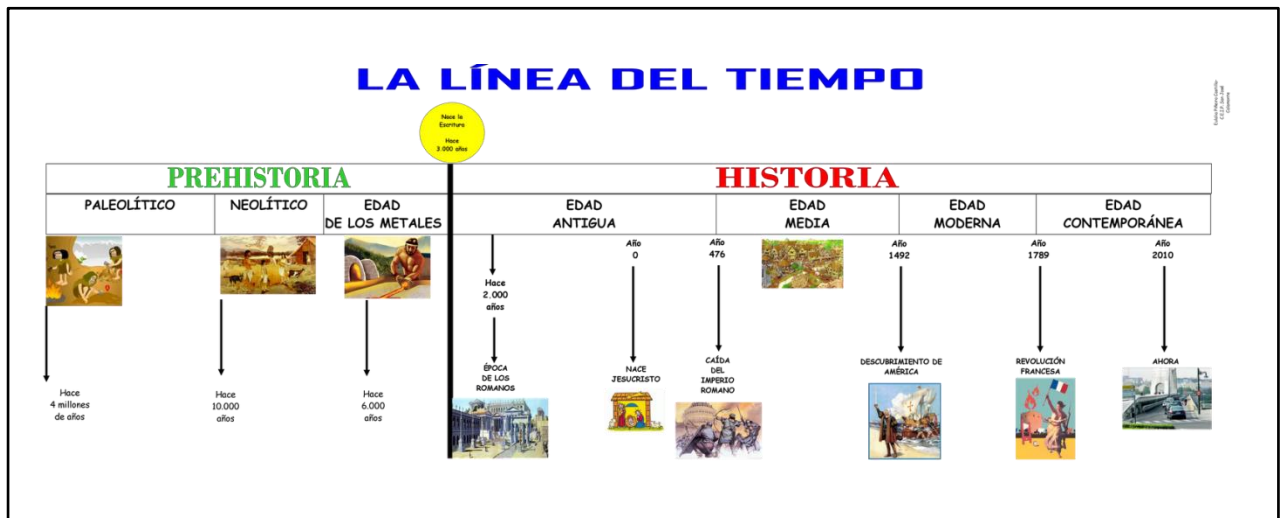 LA LÍNEA DEL TIEMPO
Nace la
Escritura
Hace
3.000 años
PREHISTORIA
HISTORIA
PALEOLÍTICO
NEOLÍTICO
EDAD
DE LOS METALES
EDAD
ANTIGUA
EDAD
MEDIA
EDAD
MODERNA
EDAD
CONTEMPORÁNEA
Hace
4 millones
de años
Hace
10.000
años
Hace
6.000
años
Hace
2.000
años
ÉPOCA
DE LOS
ROMANOS
Año
0
NACE
JESUCRISTO
Año
476
CAÍDA
DEL
IMPERIO
ROMANO
Año
1492
DESCUBRIMIENTO DE
AMÉRICA
Año
1789
REVOLUCIÓN
FRANCESA
Año
2010
AHORA